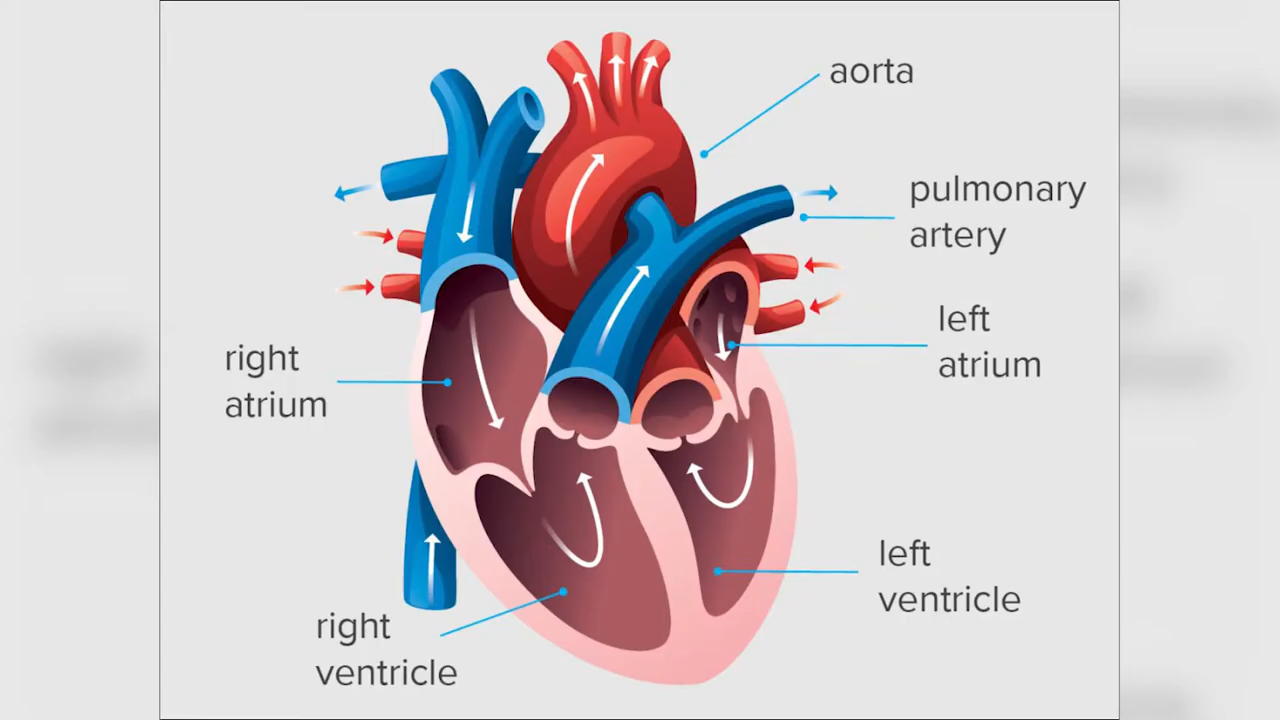 aorta
pulmonary
artery
left
atrium
right
atrium
left
ventricle
right
ventricle